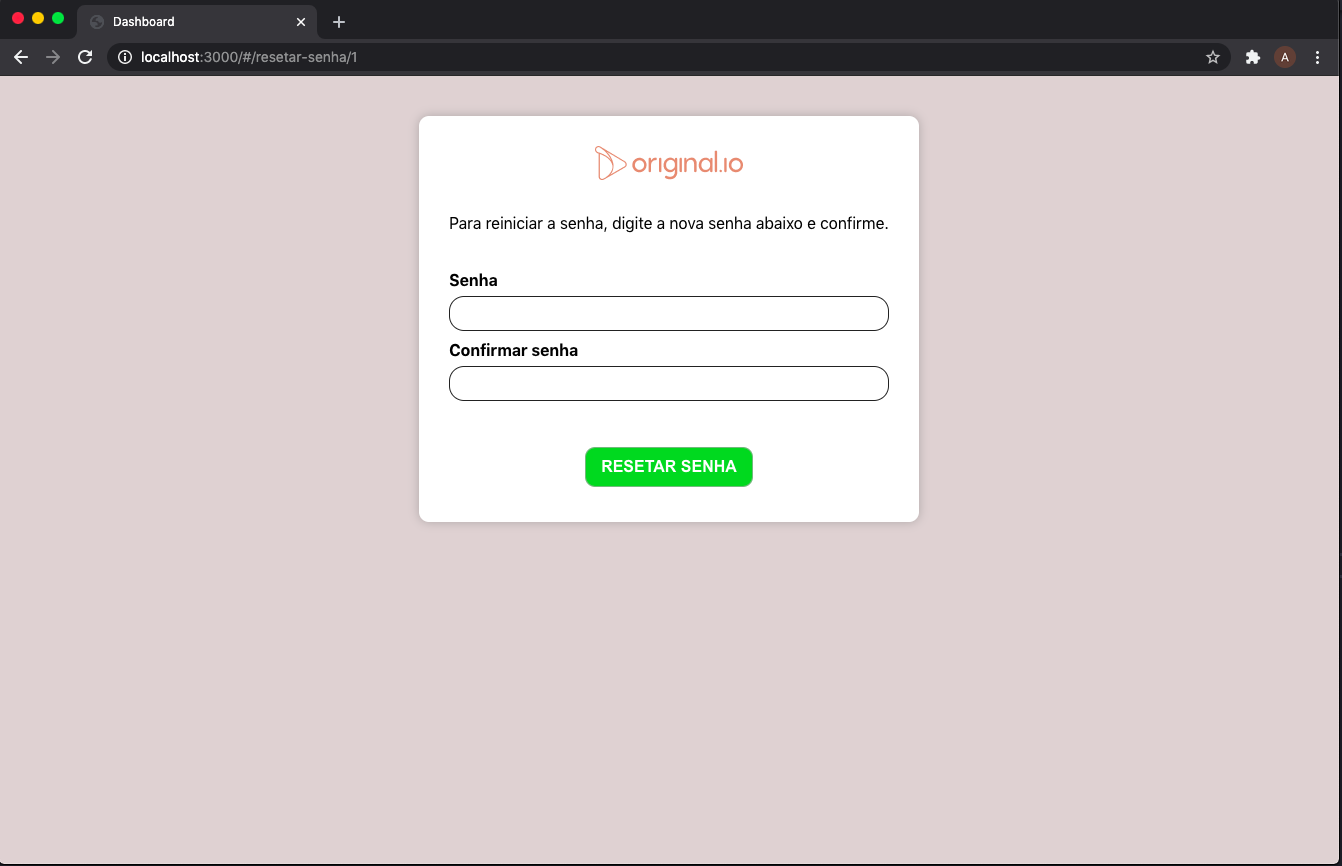 Dashboard
localhost:3000/#/resetar-senha/1
A
original.io
Para reiniciar a senha, digite a nova senha abaixo e confirme.
Senha
Confirmar senha
RESETAR SENHA